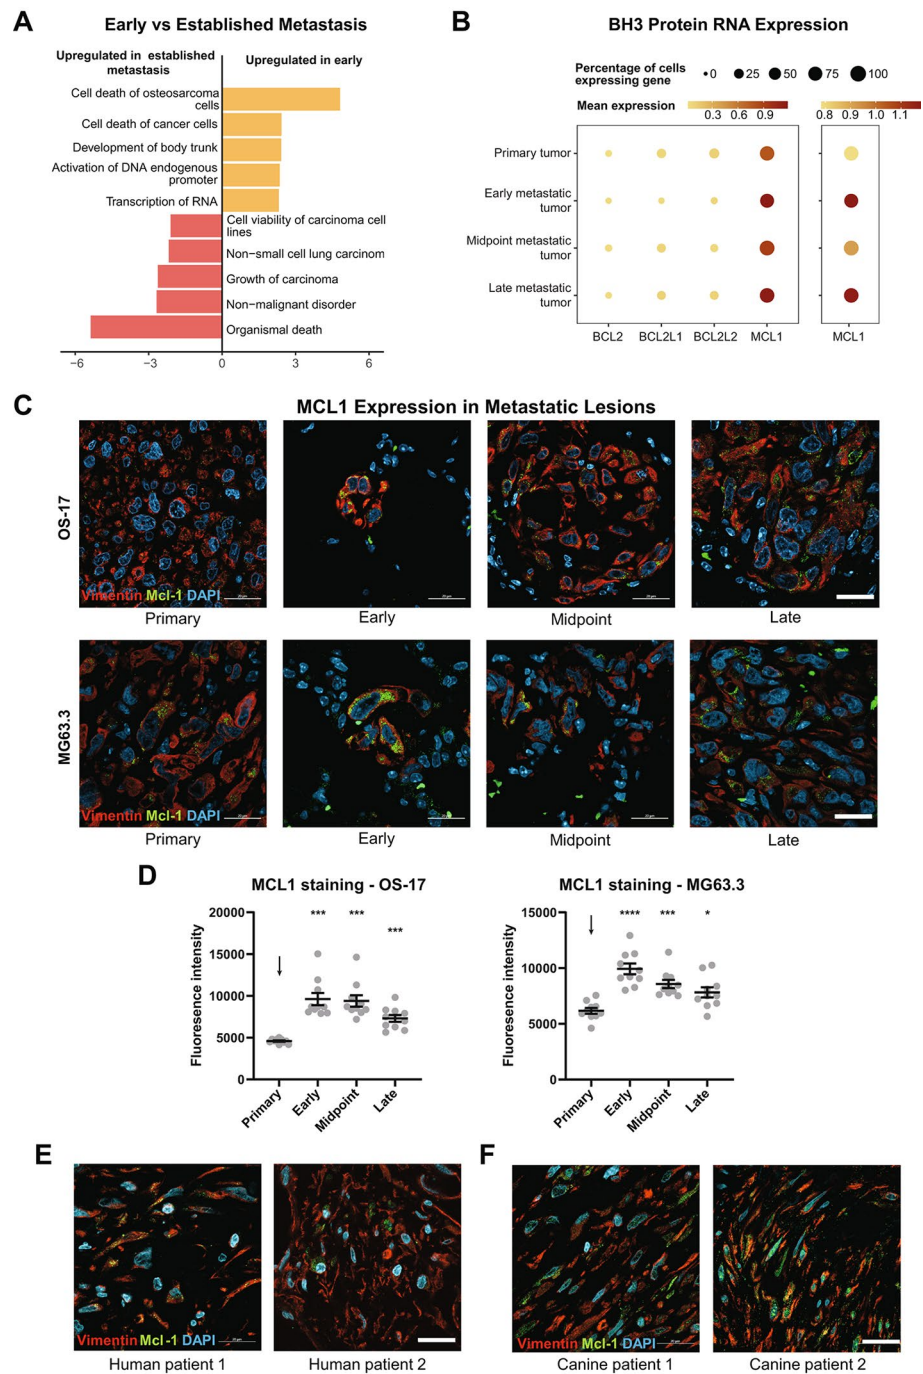 A
Early vs Established Metastasis
Upregulated in established
metastasis
Upregulated in early
Cell death of osteosarcoma
cells
Cell death of cancer cells
Development of body trunk
Activation of DNA endogenous
promoter
Transcription of RNA
Cell viability of carcinoma cell
lines
Non−small cell lung carcinom
Growth of carcinoma
Non−malignant disorder
Organismal death
−6 −3 0 3 6
B
BH3 Protein RNA Expression
Percentage of cells
expressing gene
0 25 50 75 100
Mean expression
0.3 0.6 0.9
0.8 0.9 1.0 1.1
Primary tumor
Early metastatic
tumor
Midpoint metastatic
tumor
Late metastatic
tumor
BCL2 BCL2L1 BCL2L2 MCL1 MCL1
C
MCL1 Expression in Metastatic Lesions
OS-17
Vimentin Mcl-1 DAPI
Primary Early Midpoint Late
MG63.3
Vimentin Mcl-1 DAPI
Primary Early Midpoint Late
D
MCL1 staining - OS-17
Fluoresence intensity
20000
15000
10000
5000
0
*** *** ***
Primary Early Midpoint Late
MCL1 staining - MG63.3
Fluoresence intensity
15000
10000
5000
0
**** *** *
Primary Early Midpoint Late
E
Vimentin Mcl-1 DAPI
Human patient 1 Human patient 2
F
Vimentin Mcl-1 DAPI
Canine patient 1 Canine patient 2